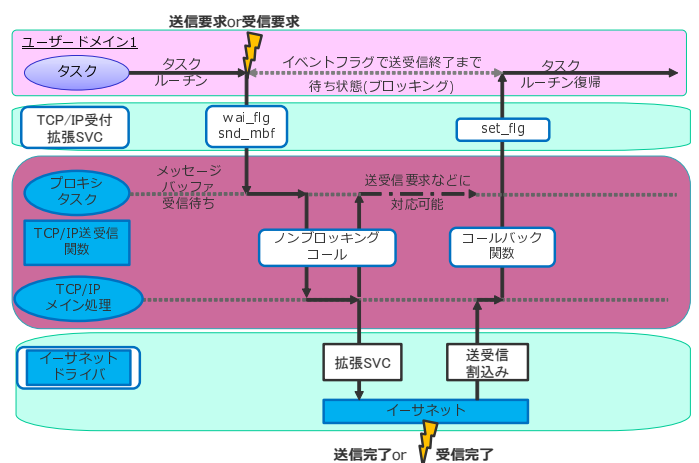 送信要求or受信要求
ユーザードメイン1
タスク
タスク
ルーチン
イベントフラグで送受信終了まで
待ち状態(ブロッキング)
タスク
ルーチン復帰
TCP/IP受付
拡張SVC
wai_flg
snd_mbf
set_flg
プロキシ
タスク
メッセージ
バッファ
受信待ち
送受信要求などに
対応可能
TCP/IP送受信
関数
ノンブロッキング
コール
コールバック
関数
TCP/IP
メイン処理
イーサネット
ドライバ
拡張SVC
送受信
割込み
イーサネット
送信完了or
受信完了